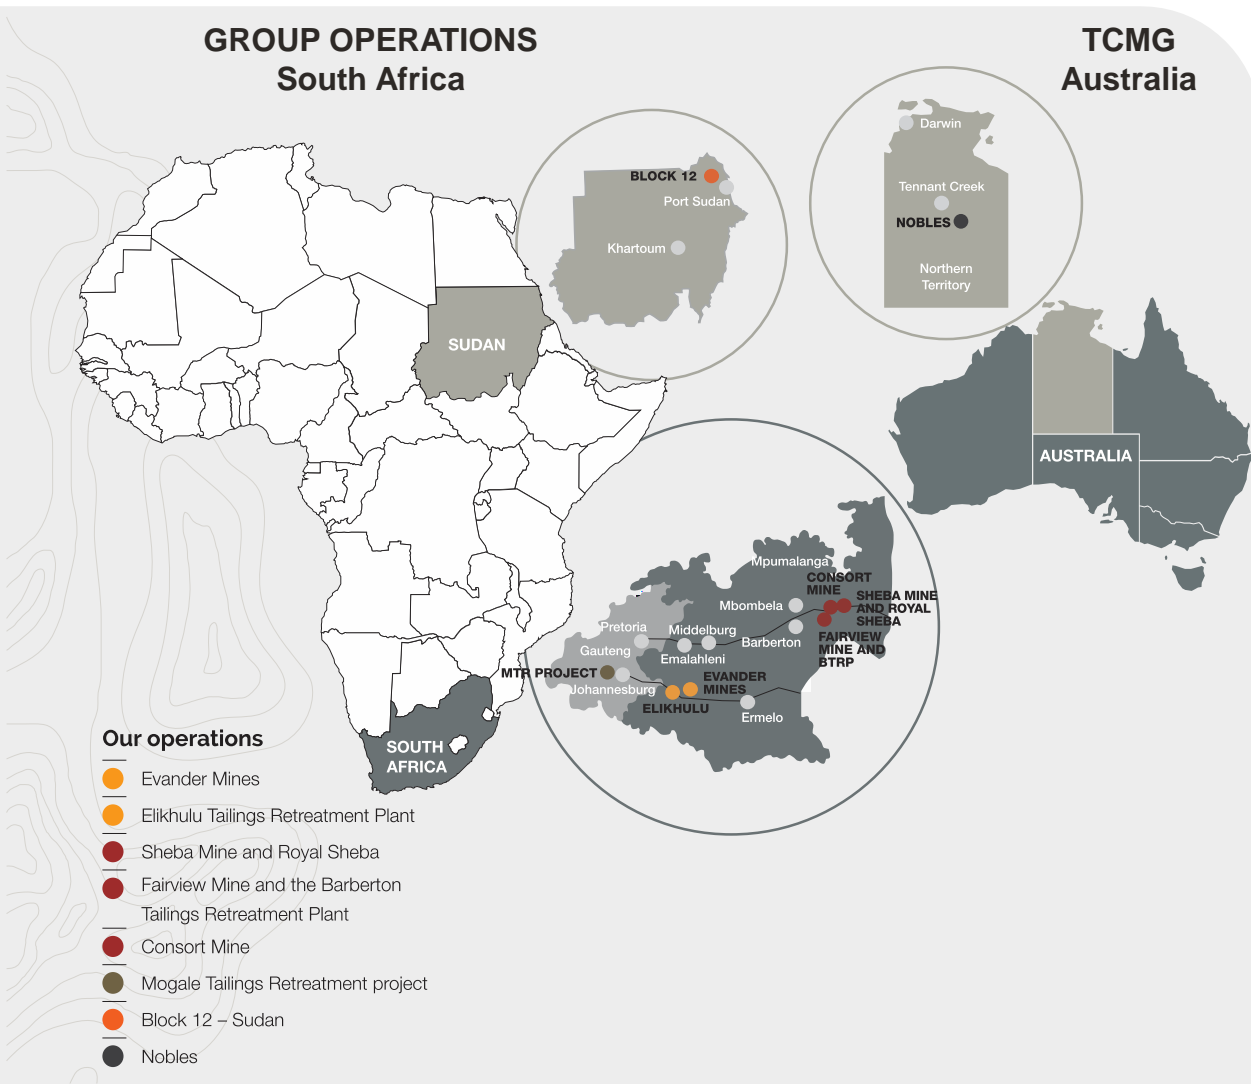 GROUP OPERATIONS
South Africa
TCMG
Australia
BLOCK 12
Port Sudan
Khartoum
Darwin
Tennant Creek
NOBLES
Northern
Territory
SUDAN
AUSTRALIA
Mpumalanga
CONSORT
MINE
SHEBA MINE
AND ROYAL
SHEBA
Mbombela
Barberton
FAIRVIEW
MINE AND
BTRP
Pretoria
Middelburg
Gauteng
Emalahleni
MTR PROJECT
Johannesburg
EVANDER
MINES
ELIKHULU
Ermelo
SOUTH
AFRICA
Our operations
Evander Mines
Elikhulu Tailings Retreatment Plant
Sheba Mine and Royal Sheba
Fairview Mine and the Barberton
Tailings Retreatment Plant
Consort Mine
Mogale Tailings Retreatment project
Block 12 – Sudan
Nobles